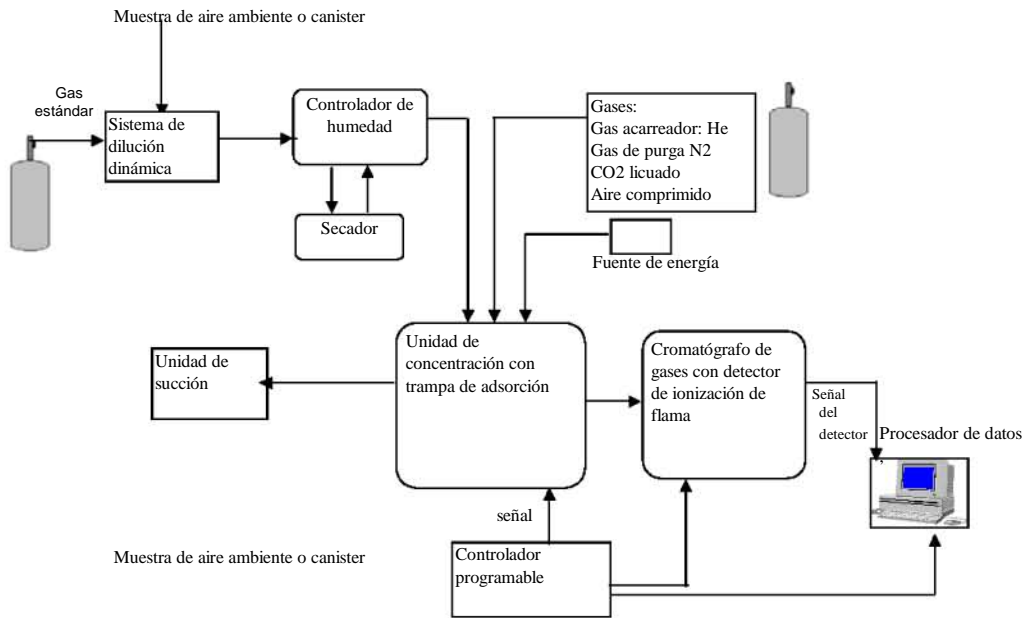 Muestra de aire ambiente o canister
Gas
estándar
Sistema de
dilución
dinámica
Controlador de
humedad
Secador
Gases:
Gas acarreador: He
Gas de purga N2
CO2 licuado
Aire comprimido
Fuente de energía
Unidad de
succión
Unidad de
concentración con
trampa de adsorción
Cromatógrafo de
gases con detector
de ionización de
flama
Señal
del
detector
Procesador de datos
,
señal
Muestra de aire ambiente o canister
Controlador
programable